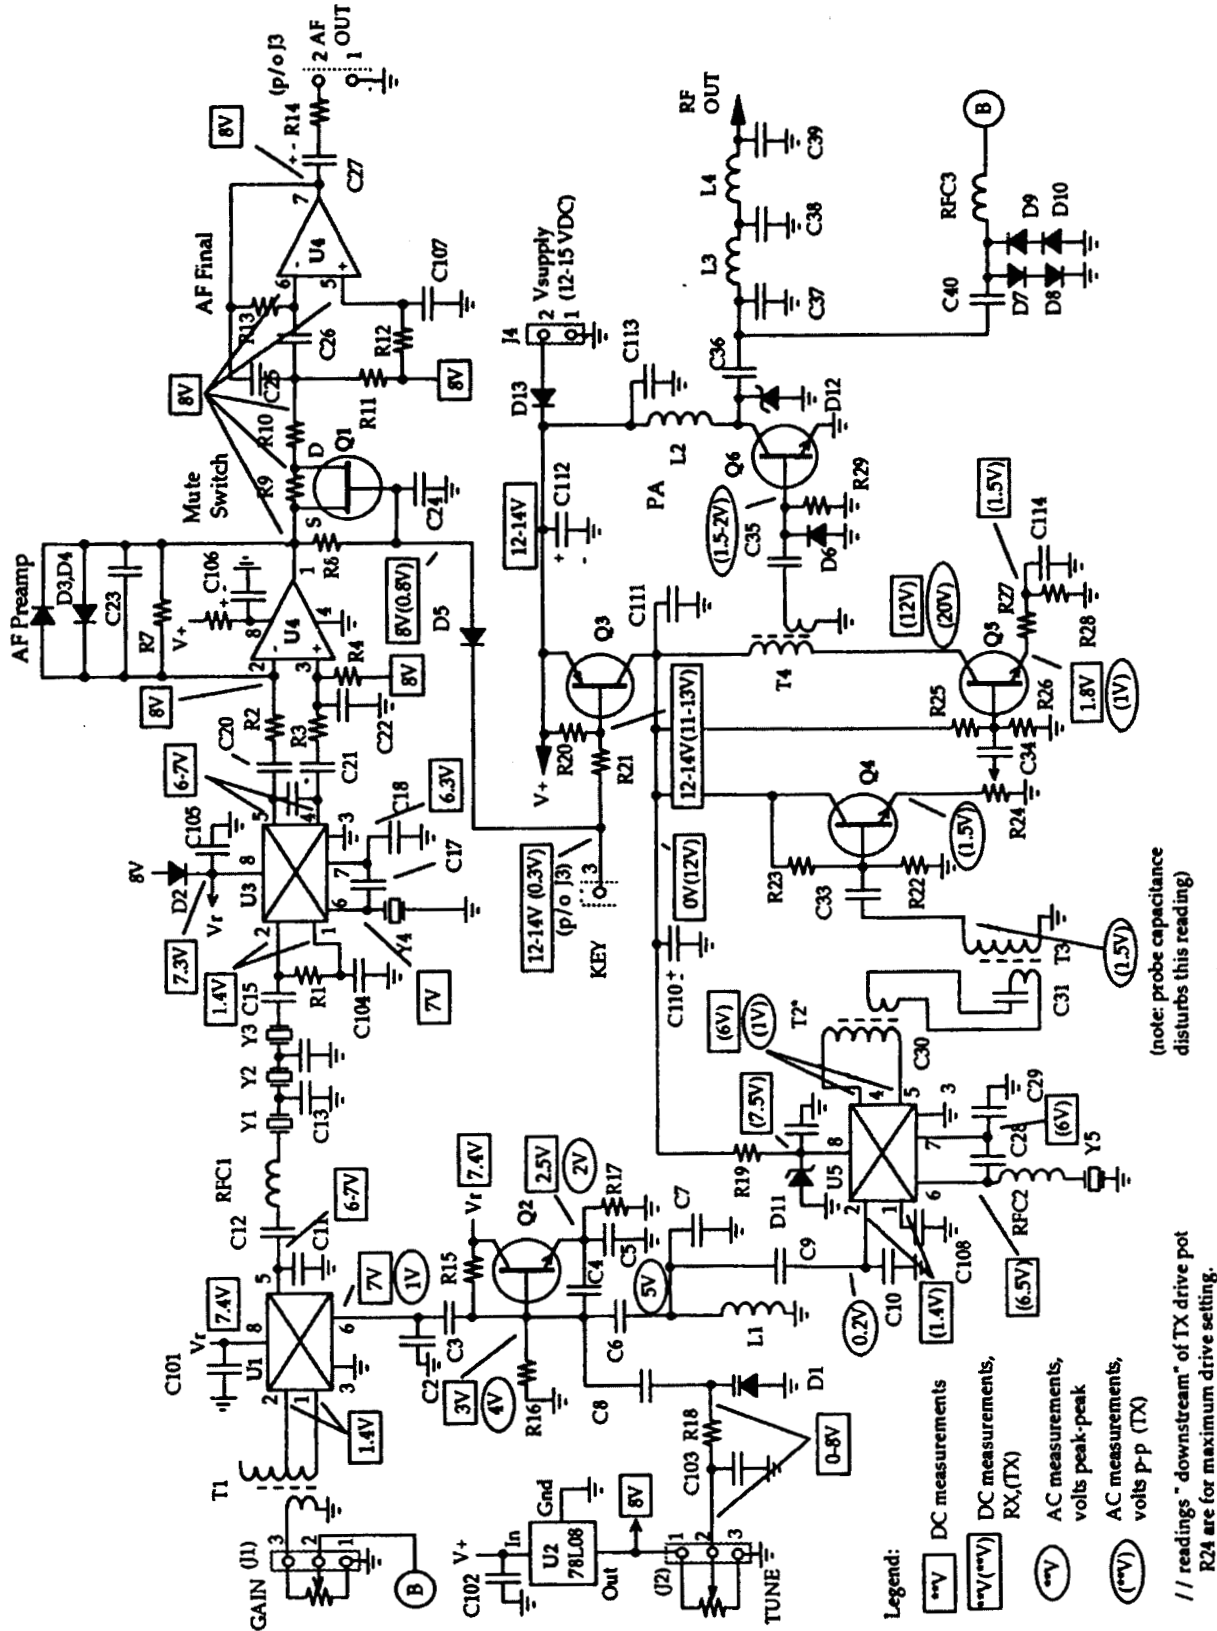 AF Preamp
D3,D4
C23
R7
V+
C106
8
2
-
U4
1
3
+
4
R4
8V
C22
8V
R2
R3
C20
C21
6-7V
5
4
C105
8V
D2
7.3V
Vr
8
U3
3
2
1
7
6
C18
6.3V
C17
Y4
7V
1.4V
C15
R1
C104
Y3
Y2
Y1
C13
RFC1
C12
C11
6-7V
5
7.4V
Vr
8
C101
U1
6
3
2
1
7V
1V
1.4V
T1
GAIN (J1)
3
2
1
B
Mute
Switch
R9
R10
S
D
Q1
R6
C24
8V(0.8V)
D5
8V
C25
R11
R12
8V
R13
C26
AF Final
6
-
5
+
U4
7
C107
8V
C27
+ -
R14
(p/o J3)
2 AF
1 OUT
J4
2 Vsupply
1 (12-15 VDC)
D13
C113
L2
12-14V
C112
+
-
V+
R20
R21
Q3
C111
12-14V (0.3V)
(p/o J3)
3
KEY
12-14V(11-13V)
0V(12V)
C110
+
-
PA
(1.5-2V)
Q6
C35
D6
R29
D12
C36
C37
L3
C38
L4
C39
RF
OUT
C40
D7
D8
D9
D10
RFC3
B
T4
(12V)
(20V)
Q5
R25
R26
R27
R28
C114
(1.5V)
1.8V
(1V)
C34
Q4
R24
(1.5V)
R23
R22
C33
T3
(1.5V)
C31
T2*
(6V)
(1V)
C30
4
5
3
7
6
8
2
1
U5
C29
C28
(6V)
Y5
RFC2
(6.5V)
(7.5V)
R19
D11
C108
(1.4V)
C9
C10
0.2V
C7
5V
L1
C6
C4
C5
R17
2.5V
2V
Q2
Vr
7.4V
R15
C3
C2
3V
4V
R16
C8
D1
R18
C103
0-8V
V+
C102
In
U2
78L08
Gnd
Out
8V
(J2)
1
2
3
TUNE
(note: probe capacitance
disturbs this reading)
Legend:
**V
DC measurements
**V(**V)
DC measurements,
RX,(TX)
**V
AC measurements,
volts peak-peak
(**V)
AC measurements,
volts p-p (TX)
// readings "downstream" of TX drive pot
R24 are for maximum drive setting.